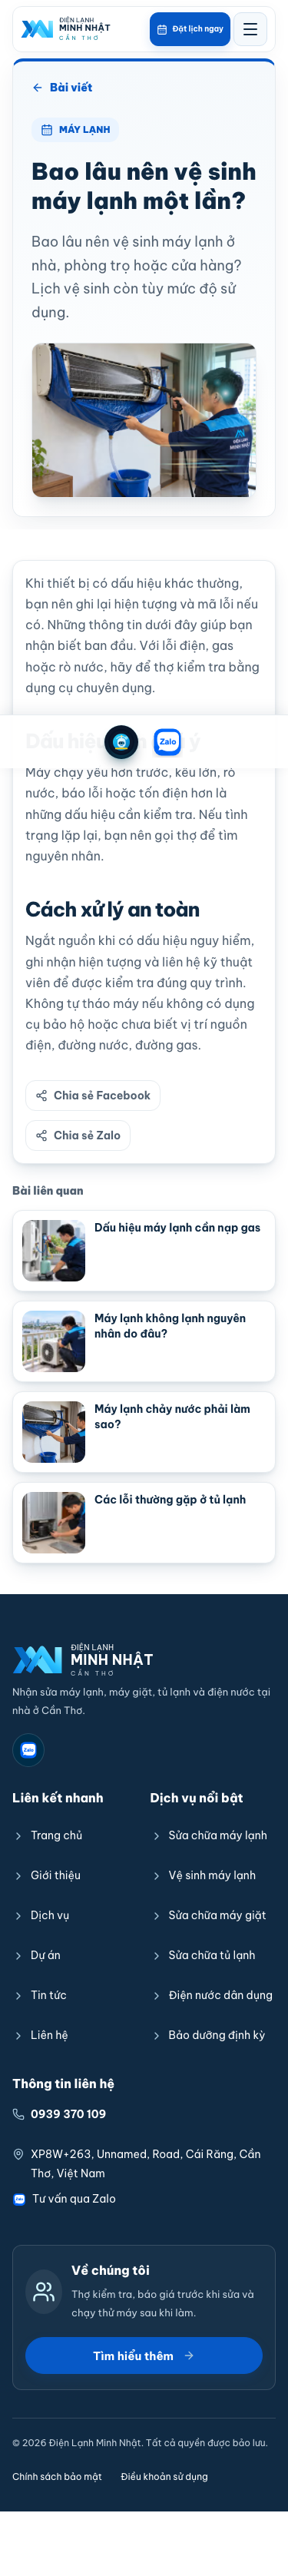 ĐIỆN LẠNH
MINH NHẬT
CẦN THƠ
Đặt lịch ngay
Bài viết
MÁY LẠNH
Bao lâu nên vệ sinh
máy lạnh một lần?
Bao lâu nên vệ sinh máy lạnh ở
nhà, phòng trọ hoặc cửa hàng?
Lịch vệ sinh còn tùy mức độ sử
dụng.
ĐIỆN LẠNH
MINH NHẬT
Khi thiết bị có dấu hiệu khác thường,
bạn nên ghi lại hiện tượng và mã lỗi nếu
có. Những thông tin dưới đây giúp bạn
nhận biết ban đầu. Với lỗi điện, gas
hoặc rò nước, hãy để thợ kiểm tra bằng
dụng cụ chuyên dụng.
Dấu hiệu
ý
Zalo
Máy chạy yếu hơn trước, kêu lớn, rò
nước, báo lỗi hoặc tốn điện hơn là
những dấu hiệu cần kiểm tra. Nếu tình
trạng lặp lại, bạn nên gọi thợ để tìm
nguyên nhân.
Cách xử lý an toàn
Ngắt nguồn khi có dấu hiệu nguy hiểm,
ghi nhận hiện tượng và liên hệ kỹ thuật
viên để được kiểm tra đúng quy trình.
Không tự tháo máy nếu không có dụng
cụ bảo hộ hoặc chưa biết vị trí nguồn
điện, đường nước, đường gas.
Chia sẻ Facebook
Chia sẻ Zalo
Bài liên quan
Dấu hiệu máy lạnh cần nạp gas
Máy lạnh không lạnh nguyên
nhân do đâu?
Máy lạnh chảy nước phải làm
sao?
Các lỗi thường gặp ở tủ lạnh
ĐIỆN LẠNH
MINH NHẬT
CẦN THƠ
Nhận sửa máy lạnh, máy giặt, tủ lạnh và điện nước tại
nhà ở Cần Thơ.
Zalo
Liên kết nhanh
Trang chủ
Giới thiệu
Dịch vụ
Dự án
Tin tức
Liên hệ
Dịch vụ nổi bật
Sửa chữa máy lạnh
Vệ sinh máy lạnh
Sửa chữa máy giặt
Sửa chữa tủ lạnh
Điện nước dân dụng
Bảo dưỡng định kỳ
Thông tin liên hệ
0939 370 109
XP8W+263, Unnamed, Road, Cái Răng, Cần
Thơ, Việt Nam
Zalo
Tư vấn qua Zalo
Về chúng tôi
Thợ kiểm tra, báo giá trước khi sửa và
chạy thử máy sau khi làm.
Tìm hiểu thêm
© 2026 Điện Lạnh Minh Nhật. Tất cả quyền được bảo lưu.
Chính sách bảo mật
Điều khoản sử dụng